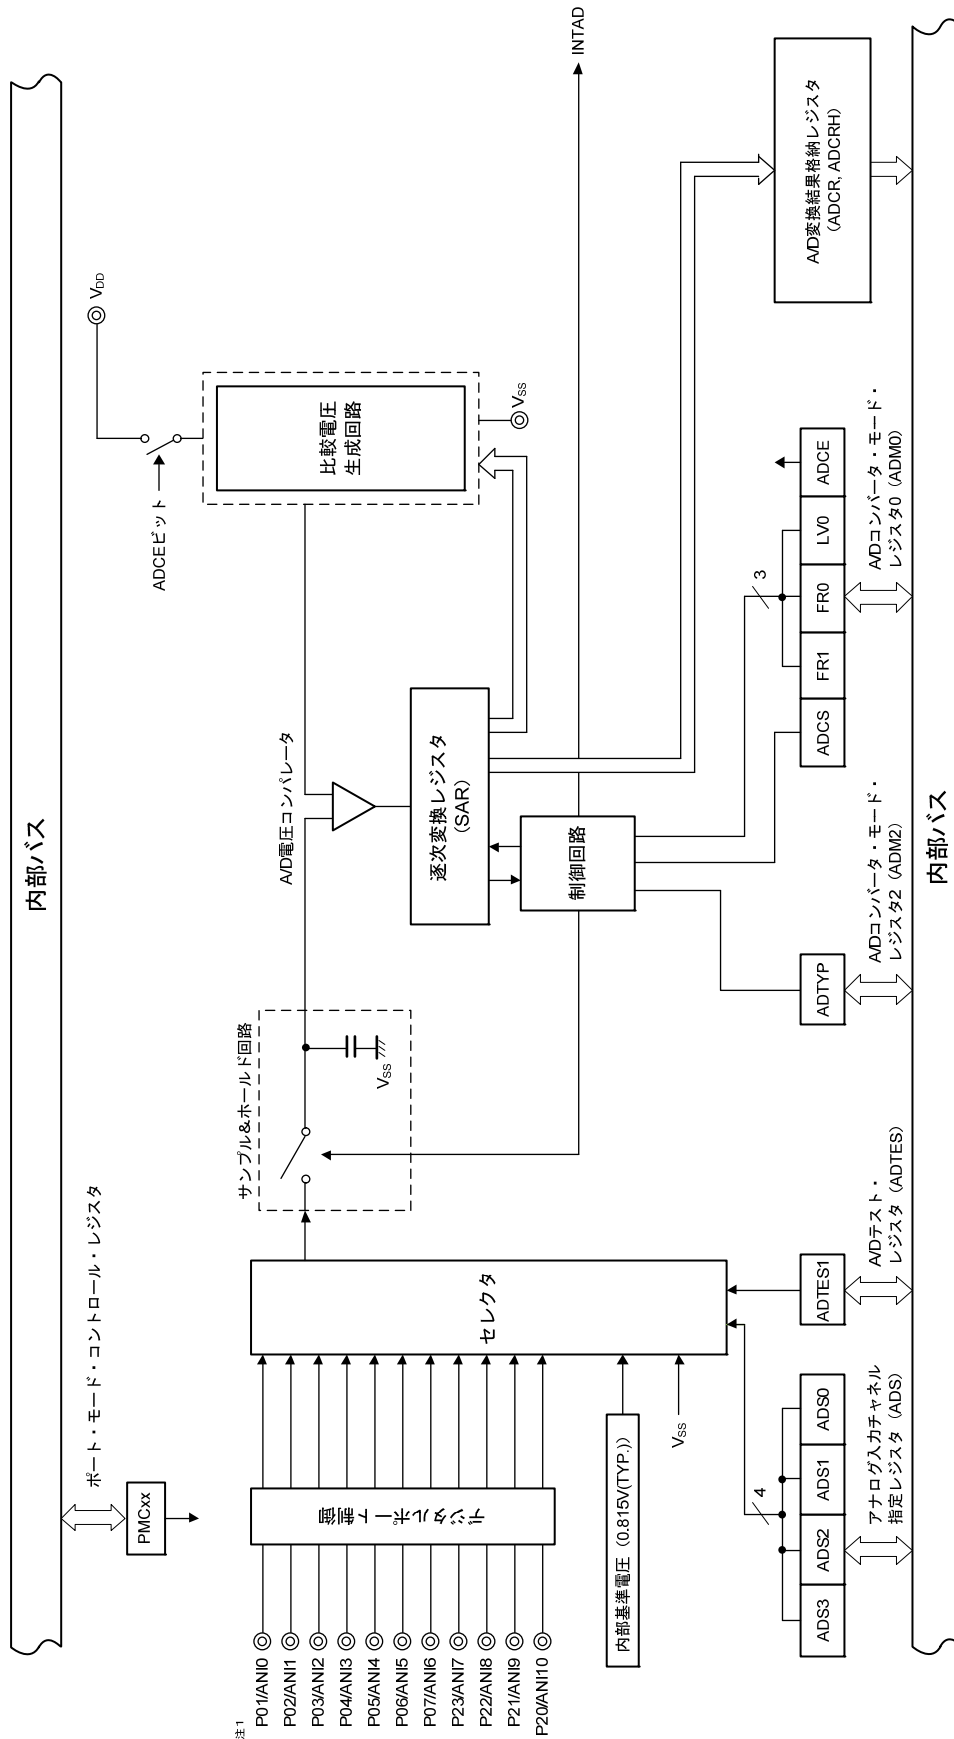 内部バス
ポート・モード・コントロール・レジスタ
PMCxx
VDD
ADCEビット
比較電圧
生成回路
VSS
サンプル&ホールド回路
VSS
A/D電圧コンパレータ
INTAD
注1
P01/ANI0
P02/ANI1
P03/ANI2
P04/ANI3
P05/ANI4
P06/ANI5
P07/ANI6
P23/ANI7
P22/ANI8
P21/ANI9
P20/ANI10
デジタルポート制御
セレクタ
逐次変換レジスタ
(SAR)
制御回路
内部基準電圧（0.815V(TYP.)）
VSS
4
3
ADS3
ADS2
ADS1
ADS0
アナログ入力チャネル
指定レジスタ（ADS）
ADTES1
A/Dテスト・
レジスタ（ADTES）
ADTYP
A/Dコンバータ・モード・
レジスタ2（ADM2）
ADCS
FR1
FR0
LV0
ADCE
A/Dコンバータ・モード・
レジスタ0（ADM0）
A/D変換結果格納レジスタ
（ADCR, ADCRH）
内部バス